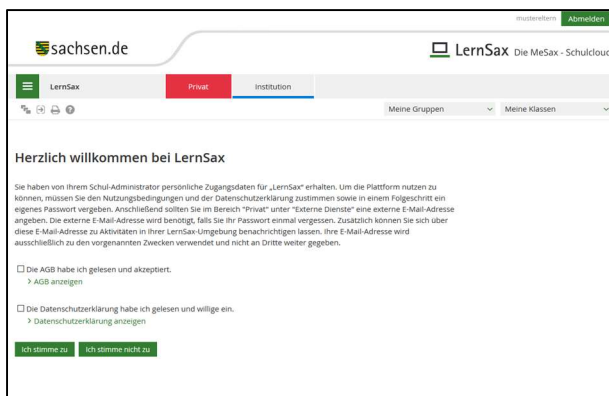 mustereltern Abmelden
sachsen.de
LernSax Die MeSax - Schulcloud
LernSax Privat Institution
Meine Gruppen Meine Klassen
Herzlich willkommen bei LernSax
Sie haben von Ihrem Schul-Administrator persönliche Zugangsdaten für „LernSax" erhalten. Um die Plattform nutzen zu
können, müssen Sie den Nutzungsbedingungen und der Datenschutzerklärung zustimmen sowie in einem Folgeschritt ein
eigenes Passwort vergeben. Anschließend sollten Sie im Bereich "Privat" unter "Externe Dienste" eine externe E-Mail-Adresse
angeben. Die externe E-Mail-Adresse wird benötigt, falls Sie Ihr Passwort einmal vergessen. Zusätzlich können Sie sich über
diese E-Mail-Adresse zu Aktivitäten in Ihrer LernSax-Umgebung benachrichtigen lassen. Ihre E-Mail-Adresse wird
ausschließlich zu den vorgenannten Zwecken verwendet und nicht an Dritte weiter gegeben.
Die AGB habe ich gelesen und akzeptiert.
> AGB anzeigen
Die Datenschutzerklärung habe ich gelesen und willige ein.
> Datenschutzerklärung anzeigen
Ich stimme zu Ich stimme nicht zu